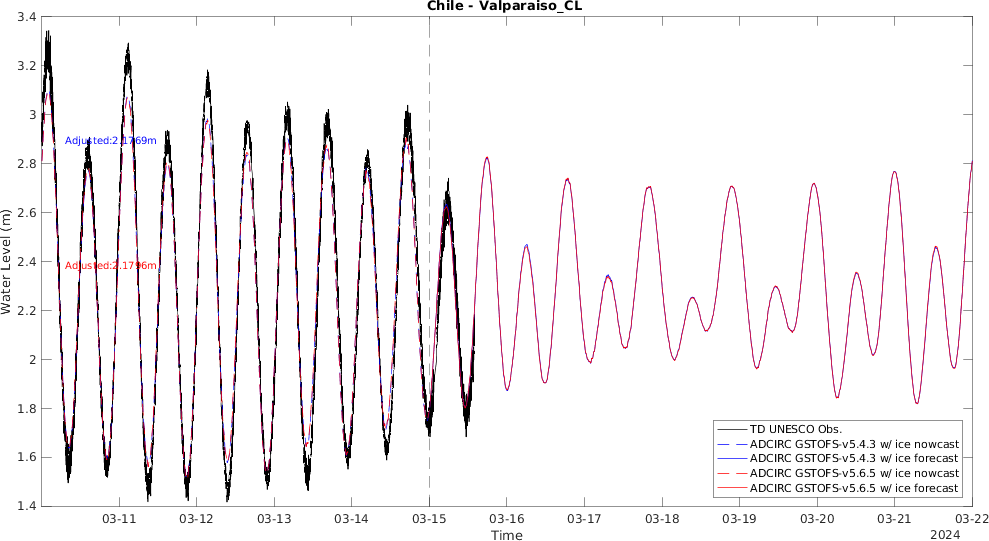 Chile - Valparaiso_CL
3.4
3.2
3
2.8
2.6
2.4
2.2
2
1.8
1.6
1.4
Water Level (m)
Adjusted:2.1769m
Adjusted:2.1796m
TD UNESCO Obs.
ADCIRC GSTOFS-v5.4.3 w/ ice nowcast
ADCIRC GSTOFS-v5.4.3 w/ ice forecast
ADCIRC GSTOFS-v5.6.5 w/ ice nowcast
ADCIRC GSTOFS-v5.6.5 w/ ice forecast
03-11 03-12 03-13 03-14 03-15 03-16 03-17 03-18 03-19 03-20 03-21 03-22
Time
2024